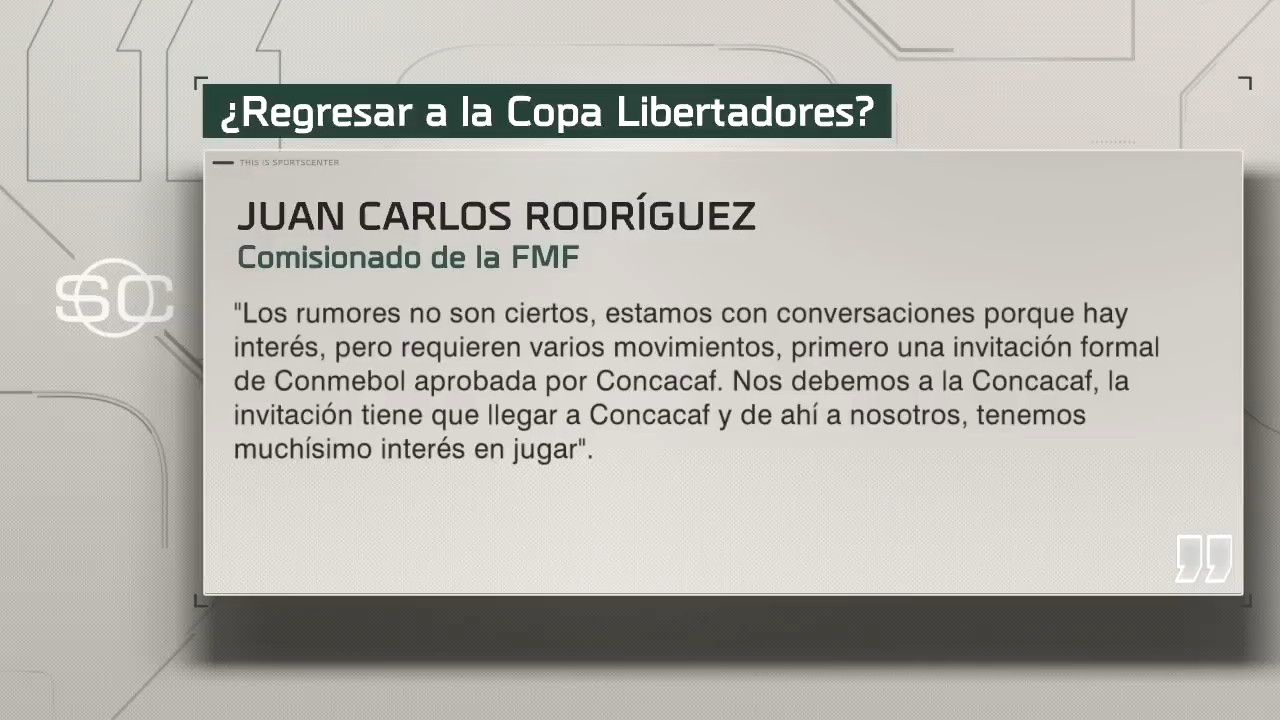 ¿Regresar a la Copa Libertadores?
THIS IS SPORTSCENTER
JUAN CARLOS RODRÍGUEZ
Comisionado de la FMF
SC
"Los rumores no son ciertos, estamos con conversaciones porque hay
interés, pero requieren varios movimientos, primero una invitación formal
de Conmebol aprobada por Concacaf. Nos debemos a la Concacaf, la
invitación tiene que llegar a Concacaf y de ahí a nosotros, tenemos
muchísimo interés en jugar".